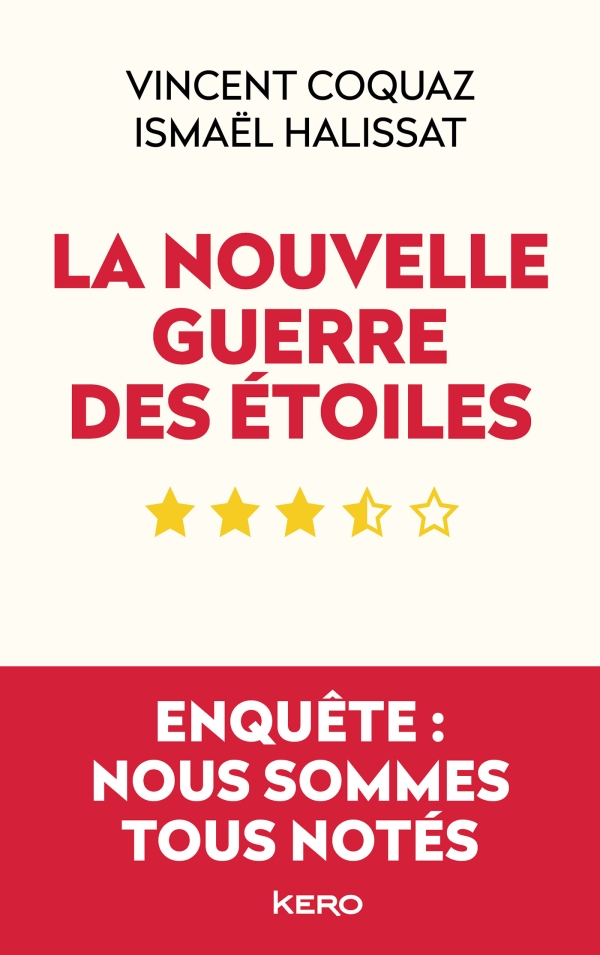 VINCENT COQUAZ
ISMAËL HALISSAT
LA NOUVELLE
GUERRE
DES ÉTOILES
ENQUÊTE :
NOUS SOMMES
TOUS NOTÉS
KERO